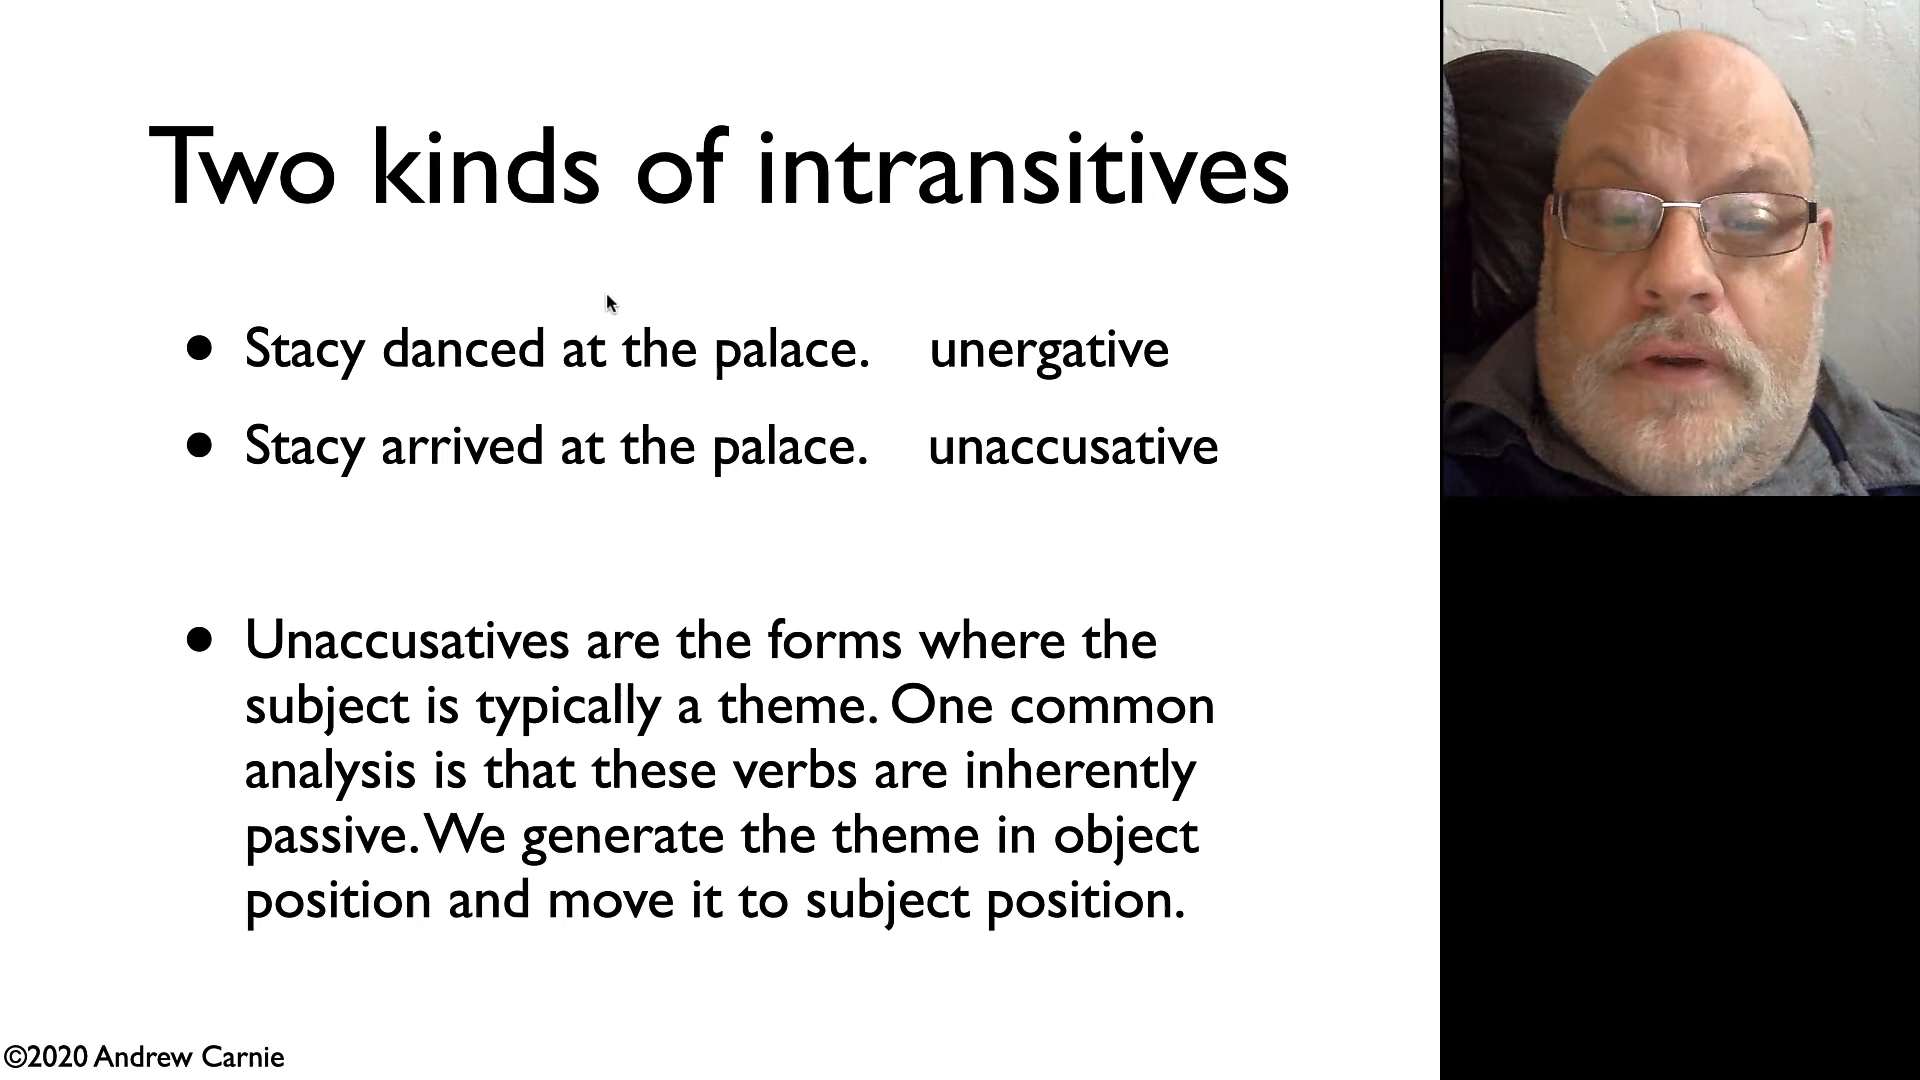 Two kinds of intransitives
• Stacy danced at the palace. unergative
• Stacy arrived at the palace. unaccusative
• Unaccusatives are the forms where the
subject is typically a theme. One common
analysis is that these verbs are inherently
passive. We generate the theme in object
position and move it to subject position.
©2020 Andrew Carnie